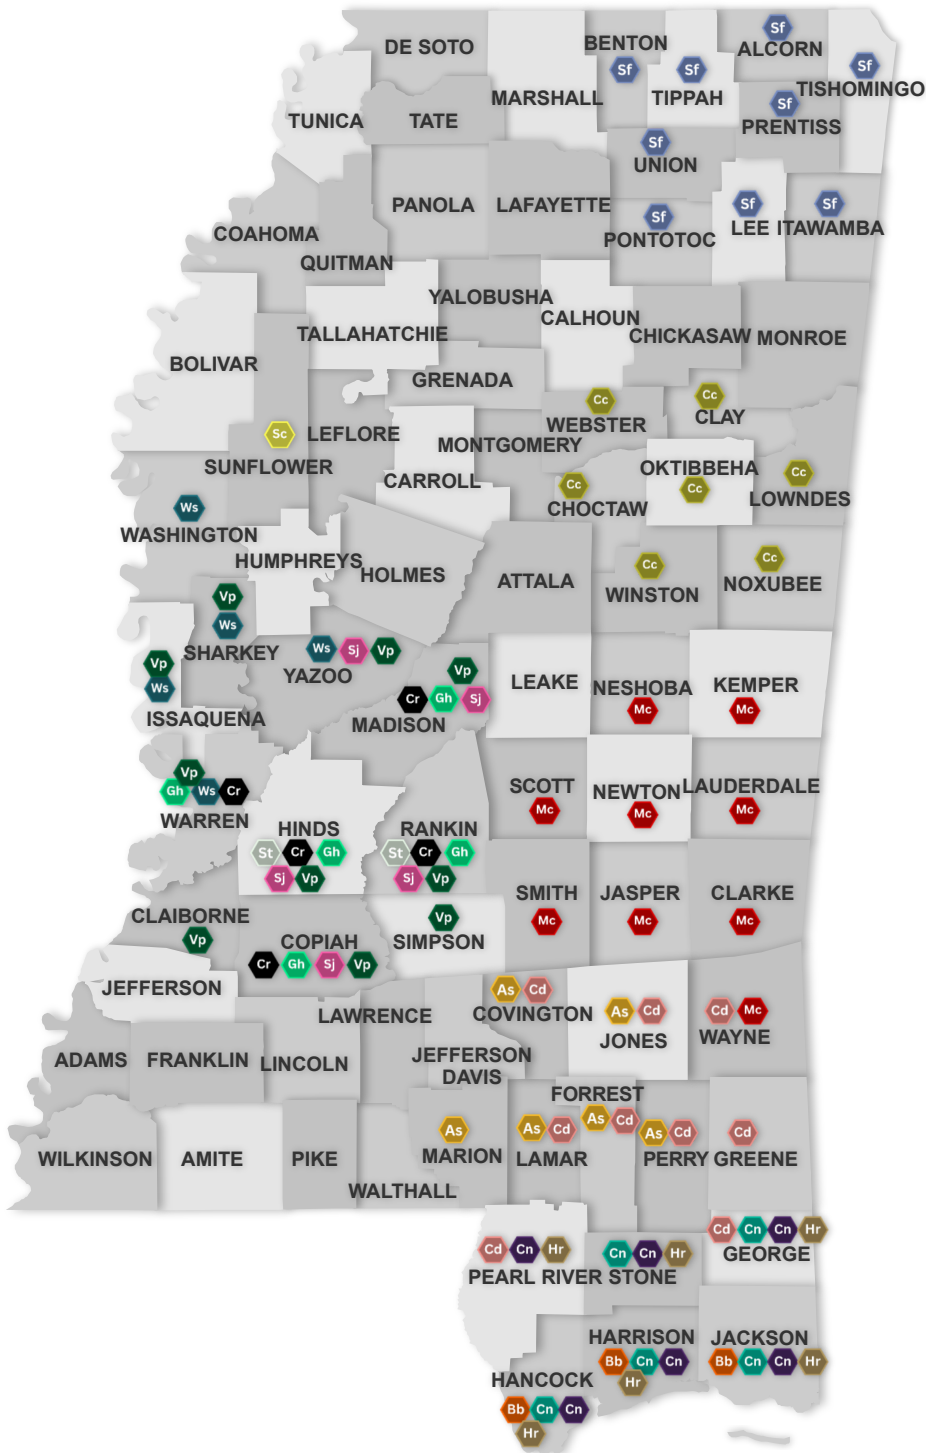 DE SOTO
BENTON
Sf
Sf
ALCORN
MARSHALL
Sf
TIPPAH
Sf
TISHOMINGO
TUNICA
TATE
Sf
PRENTISS
Sf
UNION
PANOLA
LAFAYETTE
Sf
PONTOTOC
Sf
LEE
Sf
ITAWAMBA
COAHOMA
QUITMAN
YALOBUSHA
TALLAHATCHIE
CALHOUN
CHICKASAW
MONROE
BOLIVAR
GRENADA
Cc
WEBSTER
Cc
CLAY
Sc
SUNFLOWER
LEFLORE
MONTGOMERY
CARROLL
OKTIBBEHA
Cc
Cc
CHOCTAW
Cc
LOWNDES
Ws
WASHINGTON
HUMPHREYS
HOLMES
ATTALA
Cc
WINSTON
Cc
NOXUBEE
Vp
Ws
SHARKEY
Ws Sj Vp
YAZOO
Vp
Cr Gh Sj
MADISON
LEAKE
NESHOBA
Mc
KEMPER
Mc
Vp
Ws
ISSAQUENA
Vp
Gh Ws Cr
WARREN
HINDS
St Cr Gh
Sj Vp
RANKIN
St Cr Gh
Sj Vp
SCOTT
Mc
NEWTON
Mc
LAUDERDALE
Mc
SMITH
Mc
JASPER
Mc
CLARKE
Mc
CLAIBORNE
Vp
COPIAH
Cr Gh Sj Vp
Vp
SIMPSON
JEFFERSON
LAWRENCE
As Cd
COVINGTON
As Cd
JONES
Cd Mc
WAYNE
ADAMS
FRANKLIN
LINCOLN
JEFFERSON
DAVIS
FORREST
As Cd
WILKINSON
AMITE
PIKE
WALTHALL
As
MARION
As Cd
LAMAR
As Cd
PERRY
Cd
GREENE
Cd Cn Hr
PEARL RIVER
Cn Cn Hr
STONE
Cd Cn Cn Hr
GEORGE
HARRISON
Bb Cn Cn
Hr
JACKSON
Bb Cn Cn Hr
HANCOCK
Bb Cn Cn
Hr